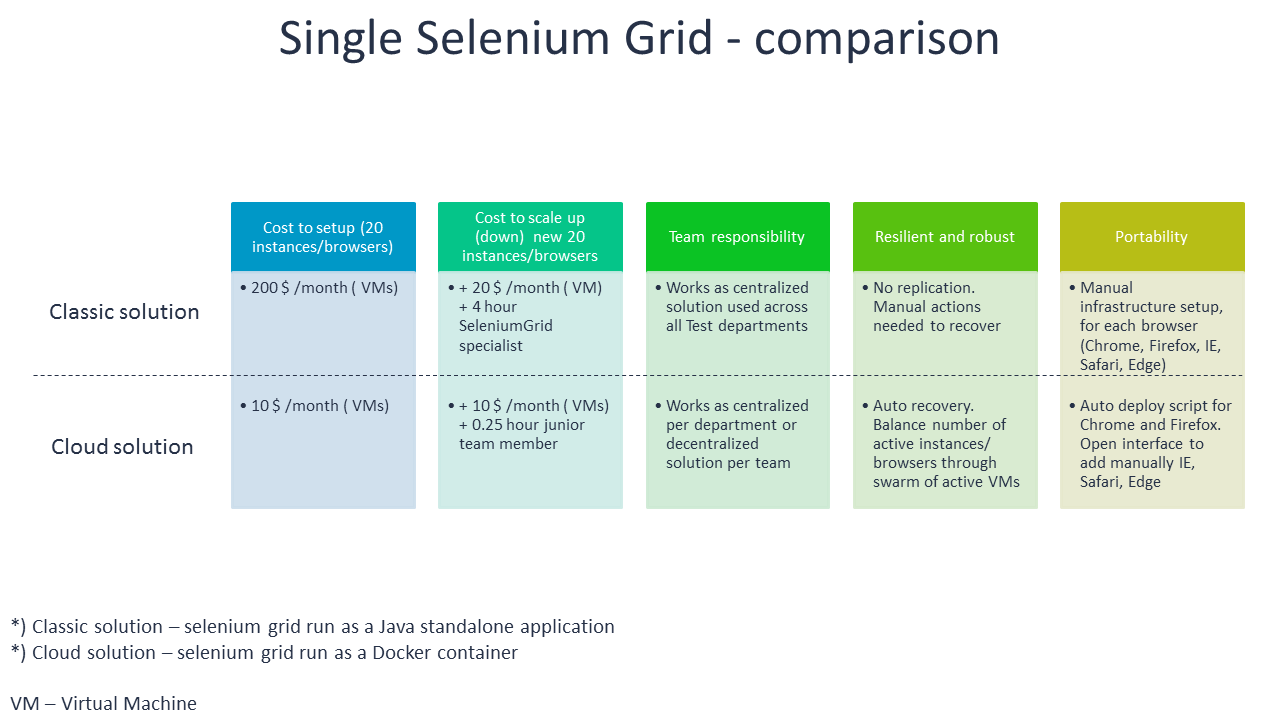 Single Selenium Grid - comparison
Cost to setup (20
instances/browsers)
Cost to scale up
(down) new 20
instances/browsers
Team responsibility
Resilient and robust
Portability
Classic solution
• 200 $ /month ( VMs)
• + 20 $ /month ( VM)
+ 4 hour
SeleniumGrid
specialist
• Works as centralized
solution used across
all Test departments
• No replication.
Manual actions
needed to recover
• Manual
infrastructure setup,
for each browser
(Chrome, Firefox, IE,
Safari, Edge)
Cloud solution
• 10 $ /month ( VMs)
• + 10 $ /month ( VMs)
+ 0.25 hour junior
team member
• Works as centralized
per department or
decentralized
solution per team
• Auto recovery.
Balance number of
active instances/
browsers through
swarm of active VMs
• Auto deploy script for
Chrome and Firefox.
Open interface to
add manually IE,
Safari, Edge
*) Classic solution – selenium grid run as a Java standalone application
*) Cloud solution – selenium grid run as a Docker container
VM – Virtual Machine